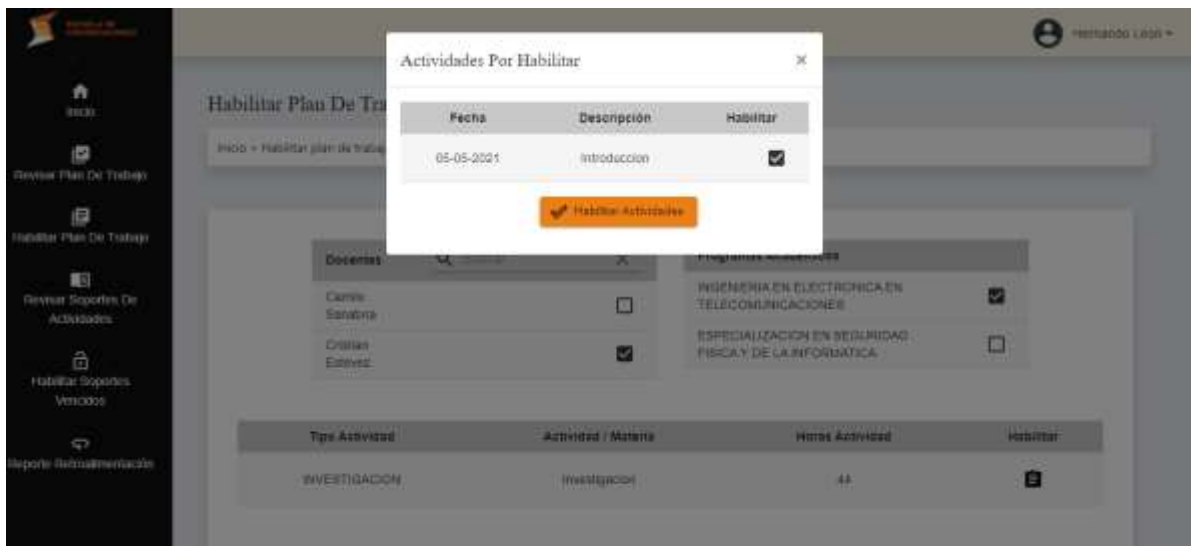 Hernando León
Actividades Por Habilitar
×
Fecha Descripción Habilitar
05-05-2021 Introduccion
Habilitar Actividades
Inicio
Revisar Plan De Trabajo
Habilitar Plan De Trabajo
Revisar Soportes De
Actividades
Habilitar Soportes
Vencidos
Reporte Retroalimentación
Habilitar Plan De Tra
Inicio > Habilitar plan de trabaj
Docentes
Camilo
Sanabria
Cristian
Estevez
Programas Académicos
INGENIERIA EN ELECTRONICA EN
TELECOMUNICACIONES
ESPECIALIZACION EN SEGURIDAD
FISICA Y DE LA INFORMATICA
Tipo Actividad Actividad / Materia Horas Actividad Habilitar
INVESTIGACION Investigacion 44